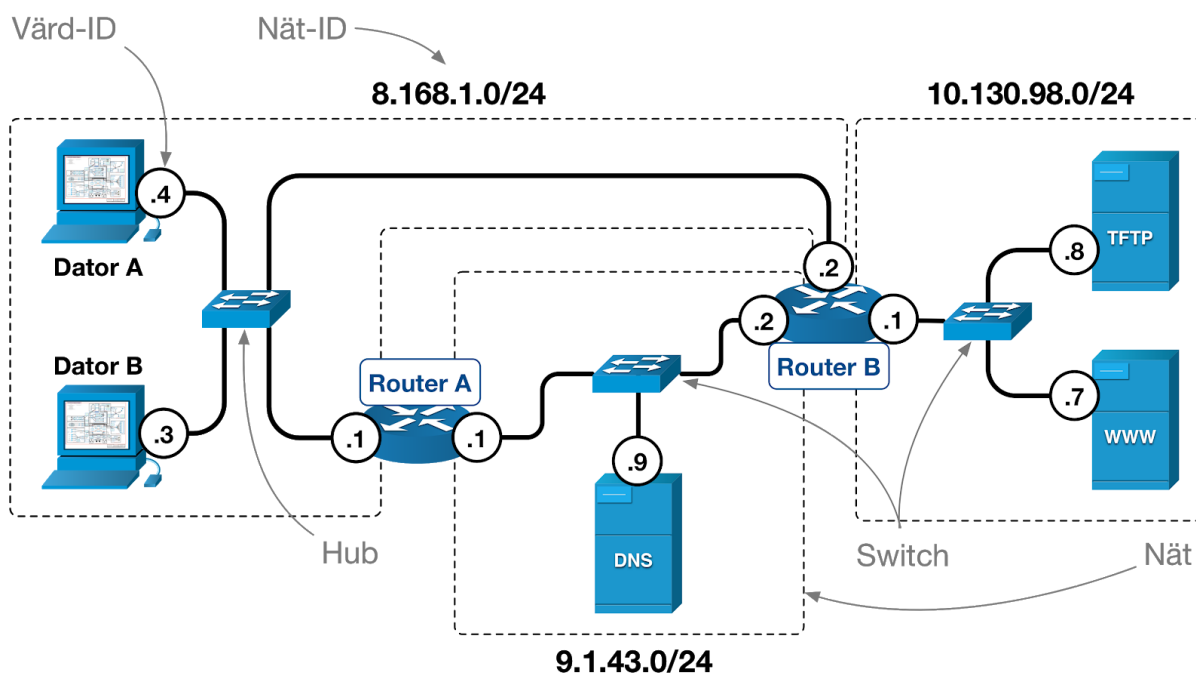 Värd-ID
Nät-ID
8.168.1.0/24
10.130.98.0/24
.4
Dator A
.2
.8
TFTP
Dator B
.3
Router A
.1
.1
.2
.1
Router B
.7
WWW
.9
DNS
Hub
Switch
Nät
9.1.43.0/24